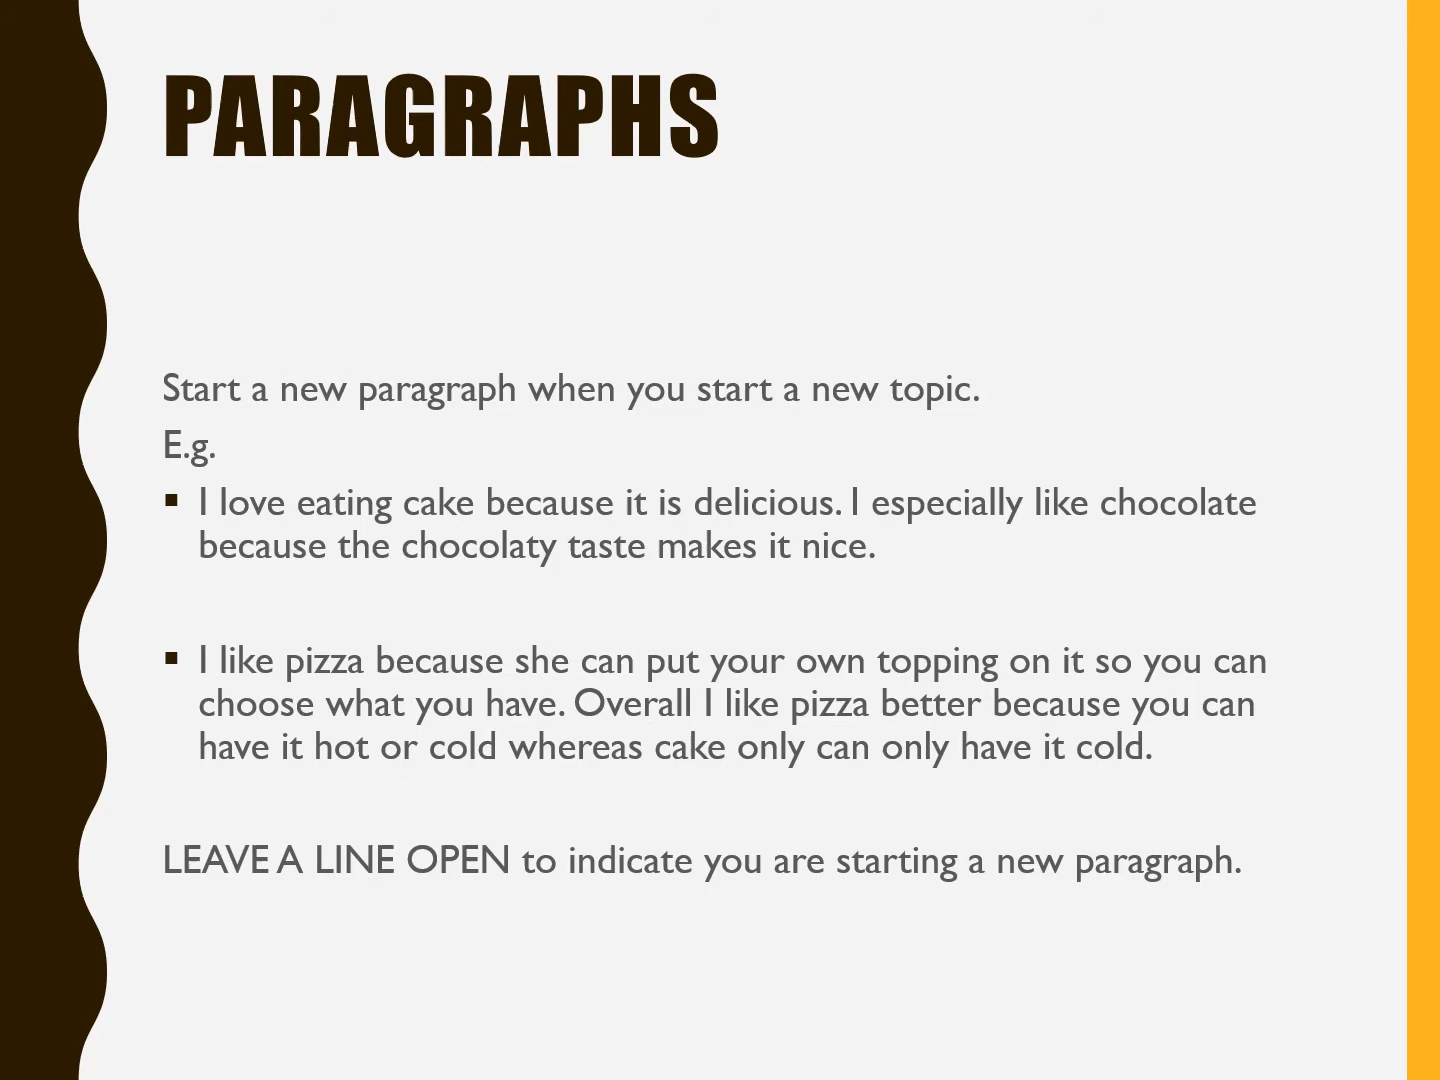 PARAGRAPHS
Start a new paragraph when you start a new topic.
E.g.
▪ I love eating cake because it is delicious. I especially like chocolate
because the chocolaty taste makes it nice.
▪ I like pizza because she can put your own topping on it so you can
choose what you have. Overall I like pizza better because you can
have it hot or cold whereas cake only can only have it cold.
LEAVE A LINE OPEN to indicate you are starting a new paragraph.